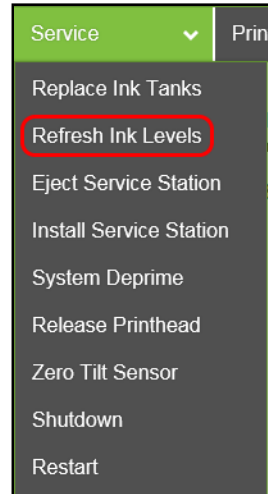 Service
Prin
Replace Ink Tanks
Refresh Ink Levels
Eject Service Station
Install Service Station
System Deprime
Release Printhead
Zero Tilt Sensor
Shutdown
Restart